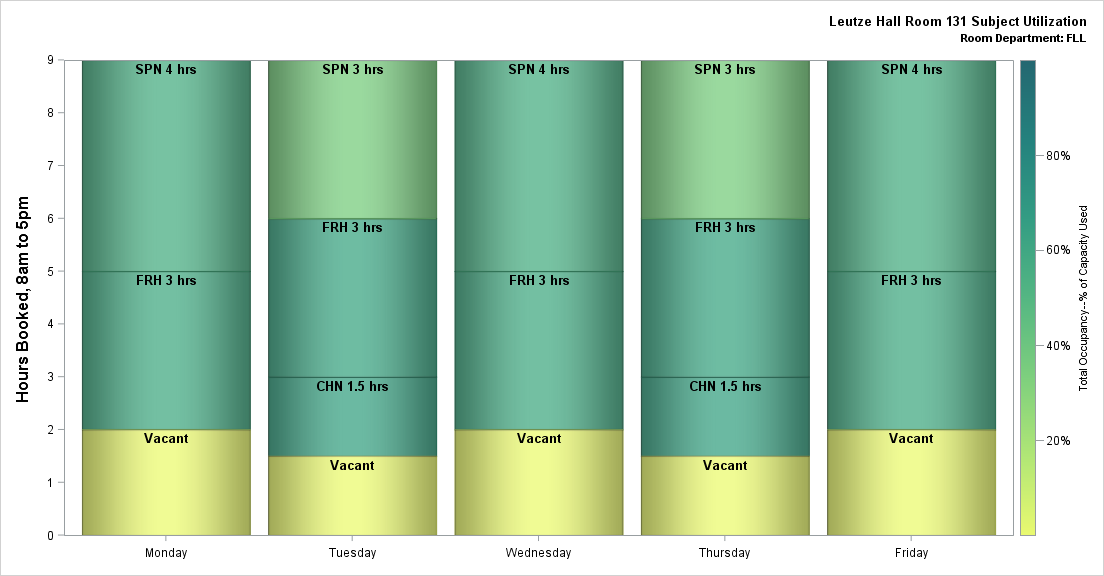 Leutze Hall Room 131 Subject Utilization
Room Department: FLL
Hours Booked, 8am to 5pm
9
8
7
6
5
4
3
2
1
0
SPN 4 hrs
FRH 3 hrs
Vacant
Monday
SPN 3 hrs
FRH 3 hrs
CHN 1.5 hrs
Vacant
Tuesday
SPN 4 hrs
FRH 3 hrs
Vacant
Wednesday
SPN 3 hrs
FRH 3 hrs
CHN 1.5 hrs
Vacant
Thursday
SPN 4 hrs
FRH 3 hrs
Vacant
Friday
80%
60%
40%
20%
Total Occupancy--% of Capacity Used